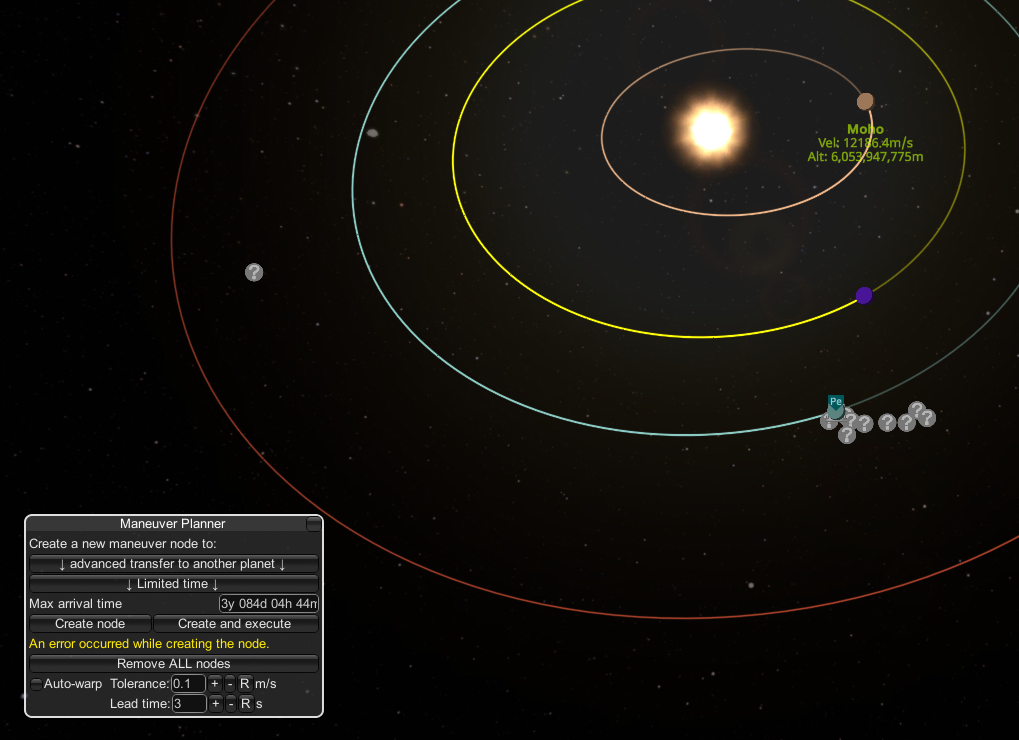 Moho
Vel: 12186.4m/s
Alt: 6,053,947,775m
?
Pe
? ? ? ? ? ? ? ?
Maneuver Planner
Create a new maneuver node to:
↓ advanced transfer to another planet ↓
↓ Limited time ↓
Max arrival time 3y 084d 04h 44m
Create node Create and execute
An error occurred while creating the node.
Remove ALL nodes
Auto-warp Tolerance: 0.1 + - R m/s
Lead time: 3 + - R s